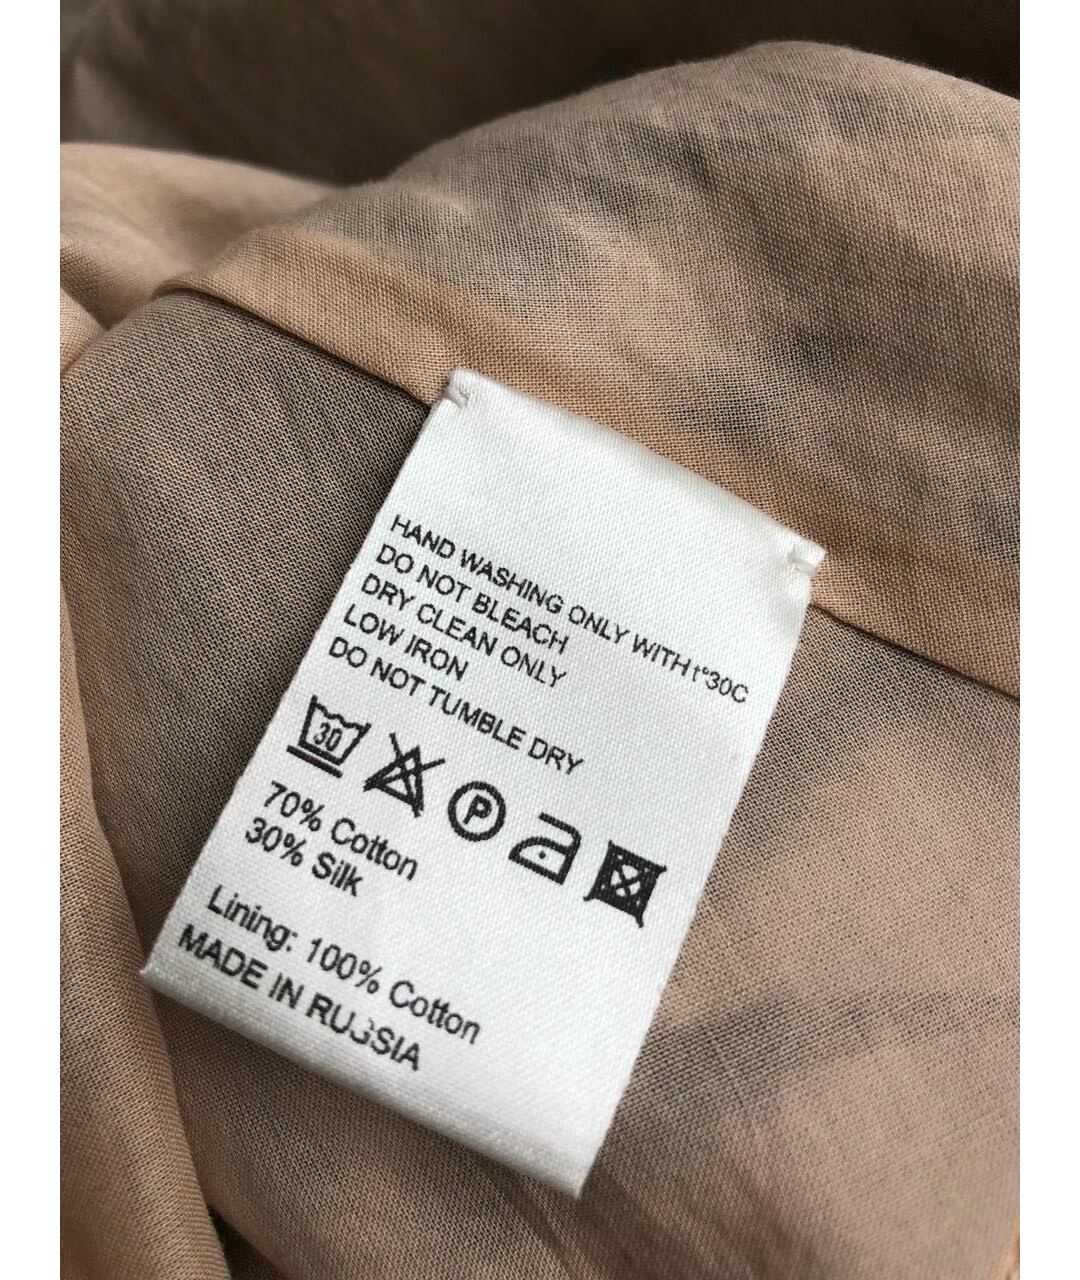 HAND WASHING ONLY WITH t°30C
DO NOT BLEACH
DRY CLEAN ONLY
LOW IRON
DO NOT TUMBLE DRY
30 P
70% Cotton
30% Silk
Lining: 100% Cotton
MADE IN RUSSIA